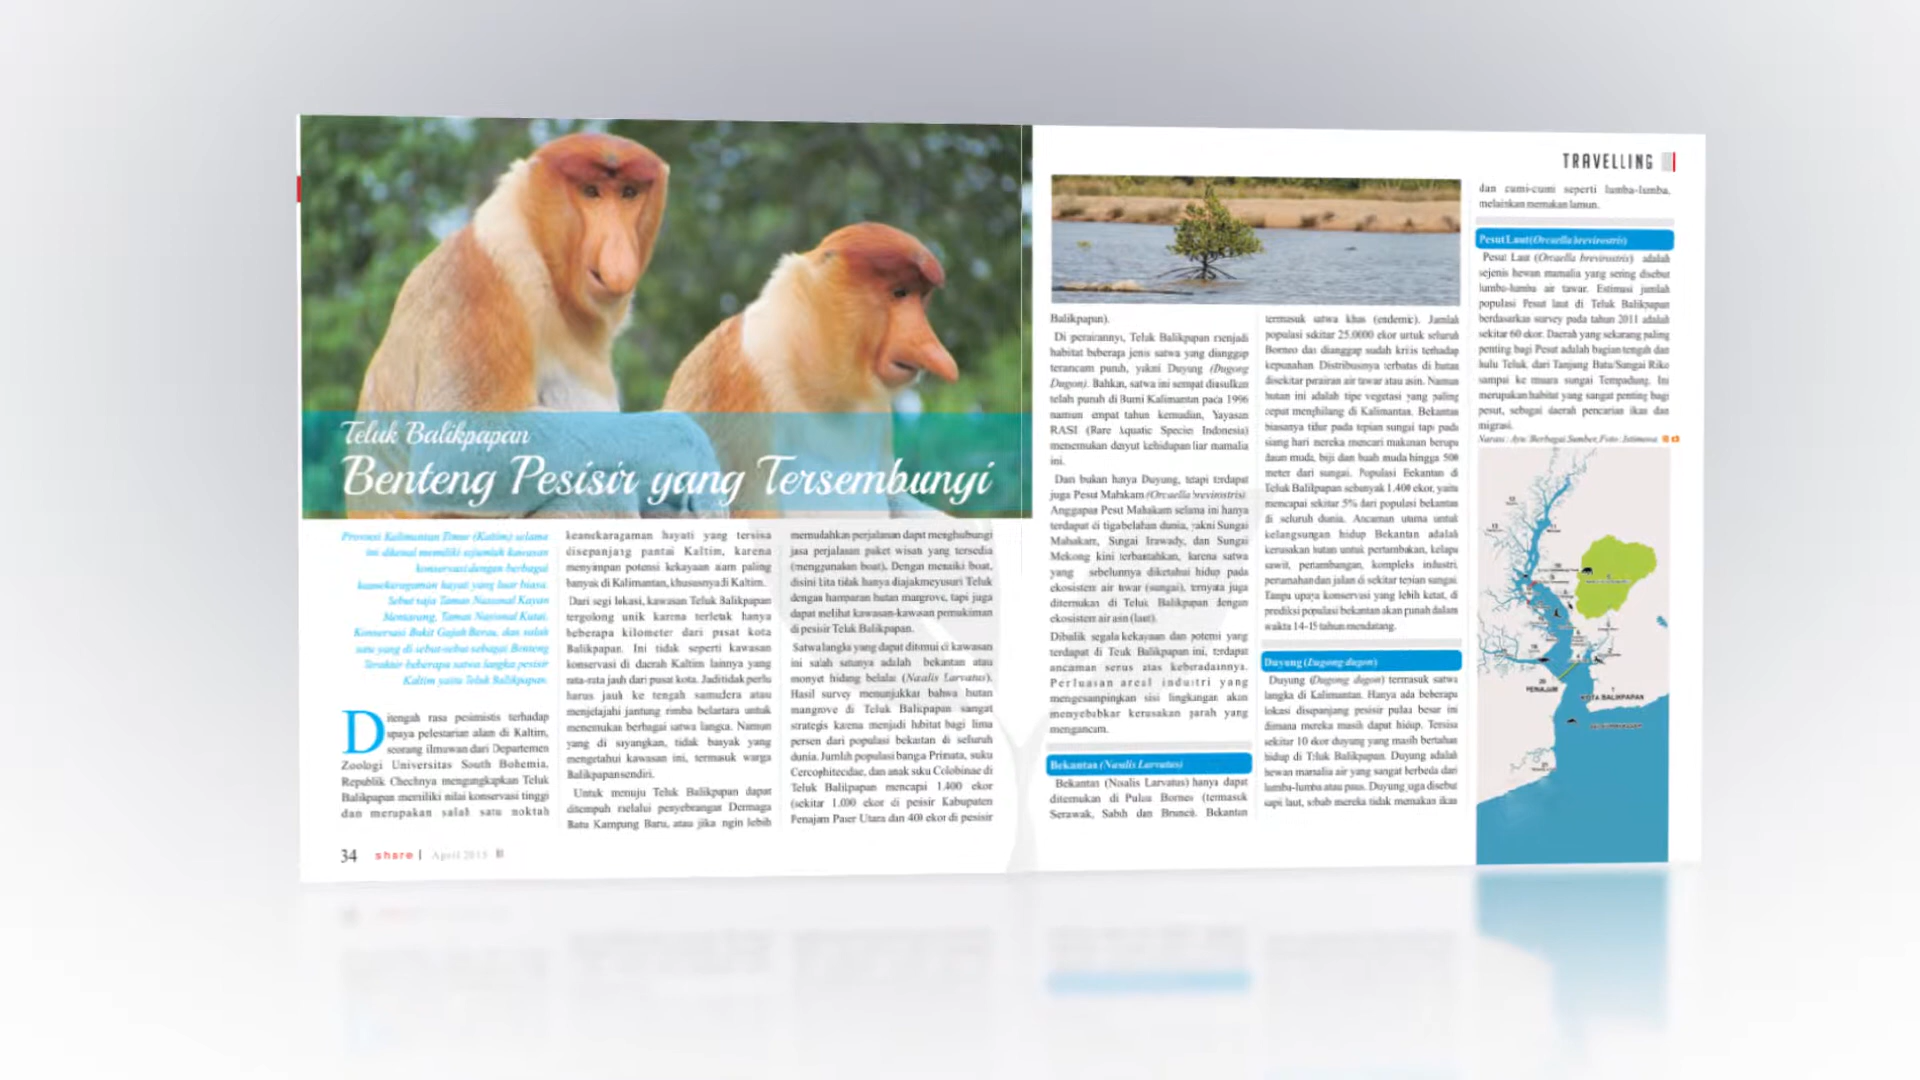 Teluk Balikpapan
Benteng Pesisir yang Tersembunyi
Provinsi Kalimantan Timur (Kaltim) selama
ini dikenal memiliki sejumlah kawasan
konservasi dengan berbagai
keanekaragaman hayati yang luar biasa.
Sebut saja Taman Nasional Kayan
Mentarang, Taman Nasional Kutai,
Konservasi Bukit Gajah Berau, dan salah
satu yang di sebut-sebut sebagai Benteng
Terakhir beberapa satwa langka pesisir
Kaltim yaitu Teluk Balikpapan.
Ditengah rasa pesimistis terhadap
upaya pelestarian alam di Kaltim,
seorang ilmuwan dari Departemen
Zoologi Universitas South Bohemia,
Republik Chechnya mengungkapkan Teluk
Balikpapan memiliki nilai konservasi tinggi
dan merupakan salah satu noktah
keanekaragaman hayati yang tersisa
disepanjang pantai Kaltim, karena
menyimpan potensi kekayaan alam paling
banyak di Kalimantan, khususnya di Kaltim.
Dari segi lokasi, kawasan Teluk Balikpapan
tergolong unik karena terletak hanya
beberapa kilometer dari pusat kota
Balikpapan. Ini tidak seperti kawasan
konservasi di daerah Kaltim lainnya yang
rata-rata jauh dari pusat kota. Jadi tidak perlu
harus jauh ke tengah samudera atau
menjelajahi jantung rimba belantara untuk
menemukan berbagai satwa langka. Namun
yang di sayangkan, tidak banyak yang
mengetahui kawasan ini, termasuk warga
Balikpapan sendiri.
Untuk menuju Teluk Balikpapan dapat
ditempuh melalui penyebrangan Dermaga
Batu Kampung Baru, atau jika ingin lebih
memudahkan perjalanan dapat menghubungi
jasa perjalanan paket wisata yang tersedia
(menggunakan boat). Dengan menaiki boat,
disini kita tidak hanya diajak menyusuri Teluk
dengan hamparan hutan mangrove, tapi juga
dapat melihat kawasan-kawasan pemukiman
di pesisir Teluk Balikpapan.
Satwa langka yang dapat ditemui di kawasan
ini salah satunya adalah bekantan atau
monyet hidung belalai (Nasalis Larvatus).
Hasil survey menunjukkan bahwa hutan
mangrove di Teluk Balikpapan sangat
strategis karena menjadi habitat bagi lima
persen dari populasi bekantan di seluruh
dunia. Jumlah populasi bangsa Primata, suku
Cercopithecidae, dan anak suku Colobinae di
Teluk Balikpapan mencapai 1.400 ekor
(sekitar 1.000 ekor di pesisir Kabupaten
Penajam Paser Utara dan 400 ekor di pesisir
34 share | April 2015
TRAVELLING
Balikpapan).
Di perairannya, Teluk Balikpapan menjadi
habitat beberapa jenis satwa yang dianggap
terancam punah, yakni Duyung (Dugong
Dugon). Bahkan, satwa ini sempat diusulkan
telah punah di Bumi Kalimantan pada 1996
namun empat tahun kemudian, Yayasan
RASI (Rare Aquatic Species Indonesia)
menemukan denyut kehidupan liar mamalia
ini.
Dan bukan hanya Duyung, tetapi terdapat
juga Pesut Mahakam (Orcaella brevirostris)
Anggapan Pesut Mahakam selama ini hanya
terdapat di tiga belahan dunia, yakni Sungai
Mahakam, Sungai Irawady, dan Sungai
Mekong kini terbantahkan, karena satwa
yang sebelunnya diketahui hidup pada
ekosistem air tawar (sungai), ternyata juga
ditemukan di Teluk Balikpapan dengan
ekosistem air asin (laut).
Dibalik segala kekayaan dan potensi yang
terdapat di Teluk Balikpapan ini, terdapat
ancaman serius atas keberadaannya.
Perluasan areal industri yang
mengesampingkan sisi lingkungan akan
menyebabkan kerusakan parah yang
mengancam.
Bekantan (Nasalis Larvatus)
Bekantan (Nosalis Larvatus) hanya dapat
ditemukan di Pulau Borneo (termasuk
Serawak, Sabah dan Brunei). Bekantan
termasuk satwa khas (endemic). Jumlah
populasi sekitar 25.0000 ekor untuk seluruh
Borneo das dianggap sudah kritis terhadap
kepunahan Distribusinya terbatas di hutan
disekitar perairan air tawar atau asin. Namun
hutan ini adalah tipe vegetasi yang paling
cepat menghilang di Kalimantan. Bekantan
biasanya tidur pada tepian sungai tapi pada
siang hari mereka mencari makanan berupa
daun muda, biji dan buah muda hingga 500
meter dari sungai. Populasi Bekantan di
Teluk Balikpapan sebanyak 1.400 ekor, yaitu
mencapai sekitar 5% dari populasi bekantan
di seluruh dunia. Ancaman utama untuk
kelangsungan hidup Bekantan adalah
kerusakan hutan untuk pertambakan, kelapa
sawit, pertambangan, kompleks industri,
perumahan dan jalan di sekitar tepian sungai.
Tanpa upaya konservasi yang lebih ketat, di
prediksi populasi bekantan akan punah dalam
waktu 14-15 tahun mendatang.
Duyung (Dugong dugon)
Duyung (Dugong dugon) termasuk satwa
langka di Kalimantan. Hanya ada beberapa
lokasi disepanjang pesisir pulau besar ini
dimana mereka masih dapat hidup. Tersisa
sekitar 10 ekor duyung yang masih bertahan
hidup di Teluk Balikpapan. Duyung adalah
hewan mamalia air yang sangat berbeda dari
lumba-lumba atau paus. Duyung juga disebut
sapi laut, sebab mereka tidak memakan ikan
dan cumi-cumi seperti lumba-lumba,
melainkan memakan lamun.
Pesut Laut (Orcaella brevirostris)
Pesut Laut (Orcaella brevirostris) adalah
sejenis hewan mamalia yang sering disebut
lumba-lumba air tawar. Estimasi jumlah
populasi Pesut laut di Teluk Balikpapan
berdasarkan survey pada tahun 2011 adalah
sekitar 60 ekor. Daerah yang sekarang paling
penting bagi Pesut adalah bagian tengah dan
hulu Teluk, dari Tanjung Batu/Sungai Riko
sampai ke muara sungai Tempadung. Ini
merupakan habitat yang sangat penting bagi
pesut, sebagai daerah pencarian ikan dan
migrasi.
Narasi : Ayu/Berbagai Sumber, Foto : Istimewa
PENAJAM
KOTA BALIKPAPAN